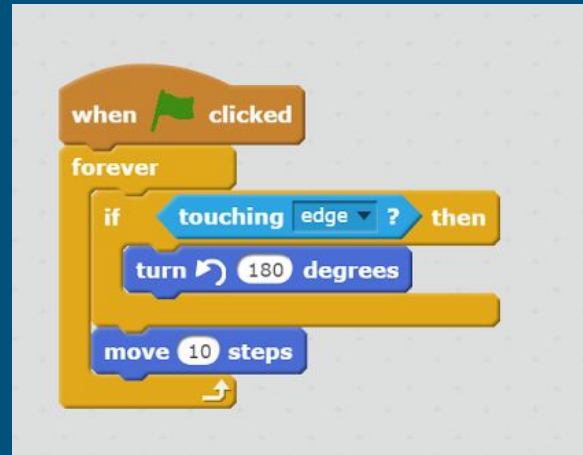 when clicked
forever
if touching edge ? then
turn 180 degrees
move 10 steps